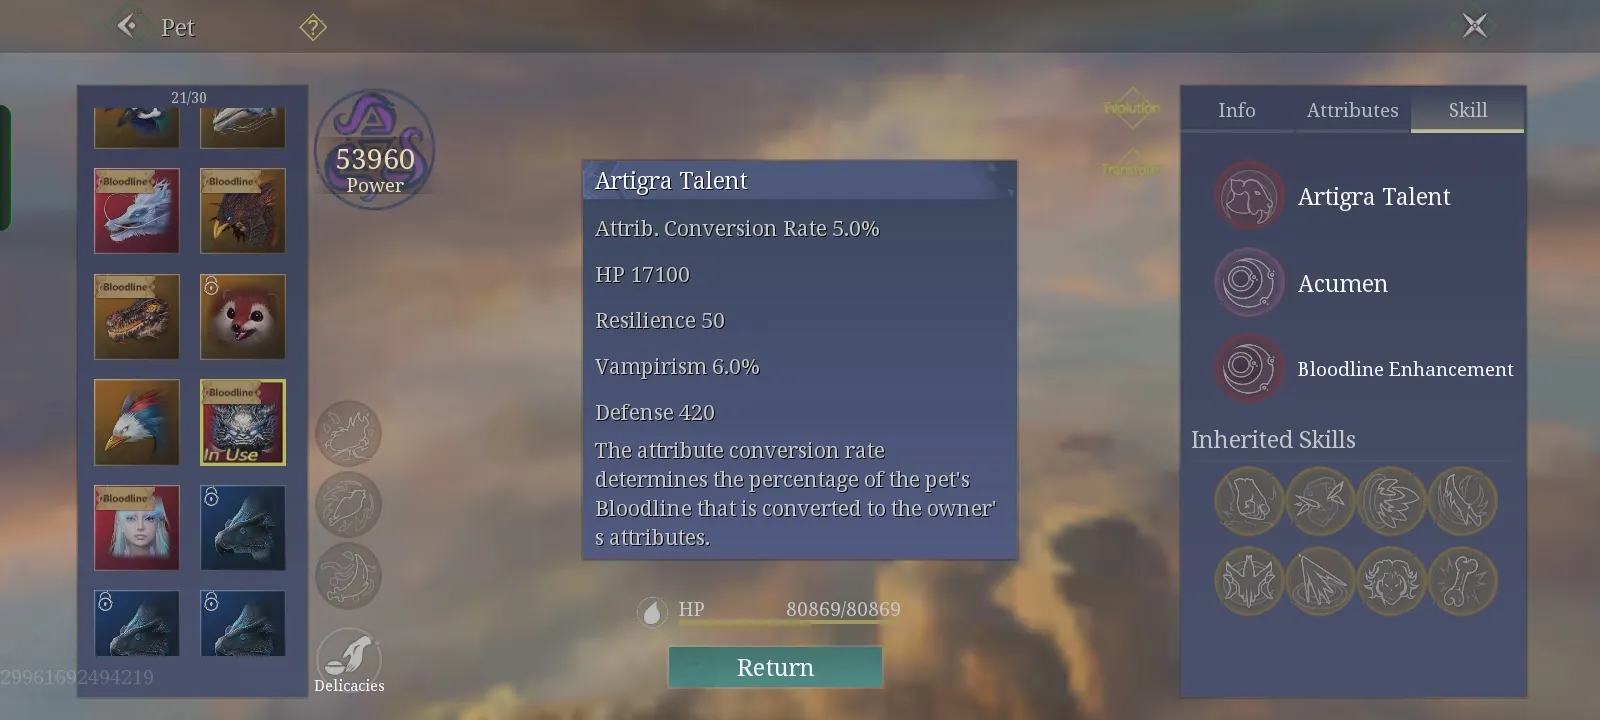 Pet
?
21/30
Bloodline
Bloodline
Bloodline
Bloodline
In Use
Bloodline
29961692494219
53960
Power
Delicacies
Evolution
Transform
Artigra Talent
Attrib. Conversion Rate 5.0%
HP 17100
Resilience 50
Vampirism 6.0%
Defense 420
The attribute conversion rate
determines the percentage of the pet's
Bloodline that is converted to the owner'
s attributes.
HP 80869/80869
Return
Info Attributes Skill
Artigra Talent
Acumen
Bloodline Enhancement
Inherited Skills